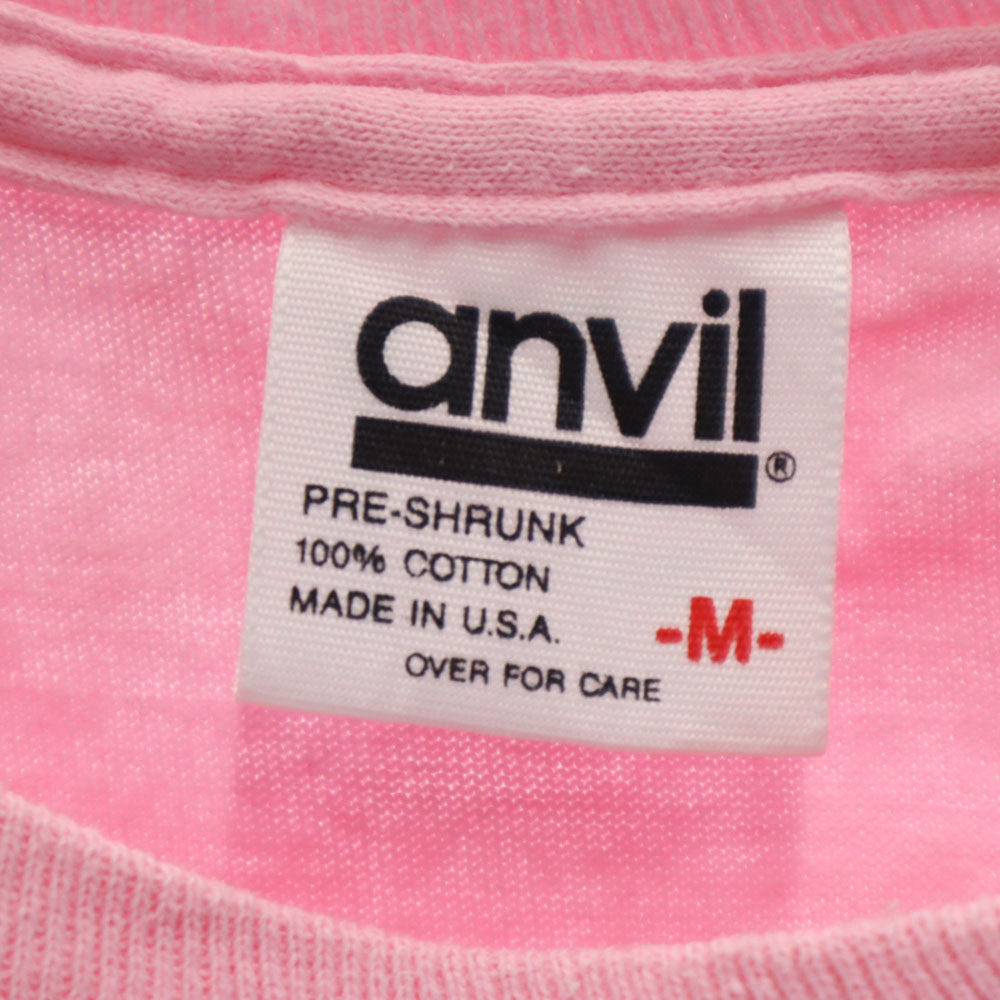 anvil®
PRE-SHRUNK
100% COTTON
MADE IN U.S.A.
-M-
OVER FOR CARE